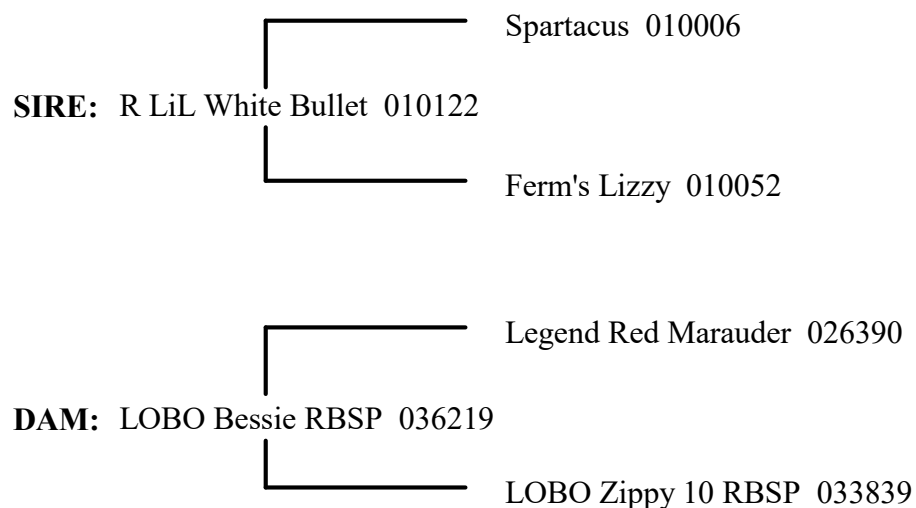 Spartacus 010006
SIRE: R LiL White Bullet 010122
Ferm's Lizzy 010052
Legend Red Marauder 026390
DAM: LOBO Bessie RBSP 036219
LOBO Zippy 10 RBSP 033839